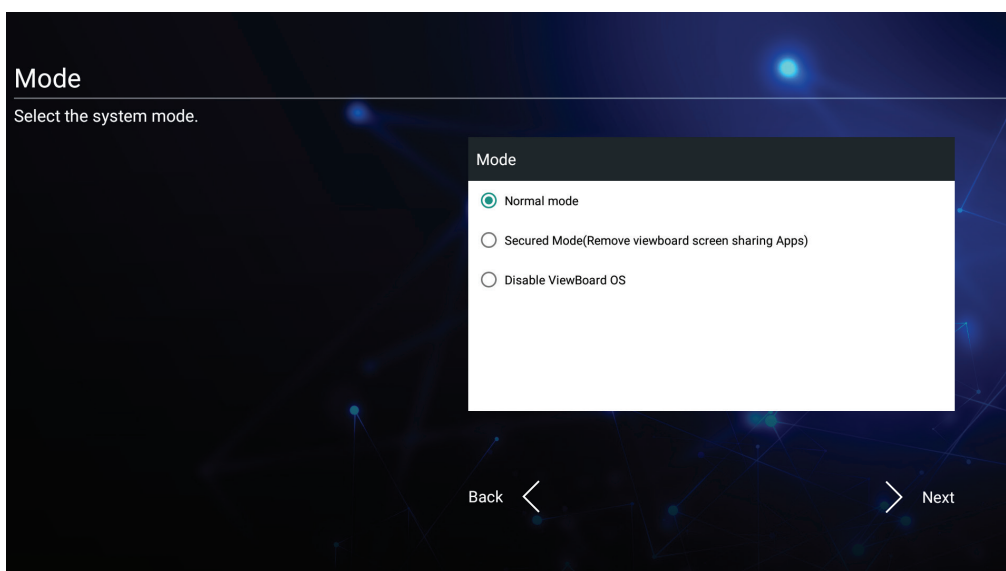 Mode
Select the system mode.
Mode
Normal mode
Secured Mode(Remove viewboard screen sharing Apps)
Disable ViewBoard OS
Back
Next